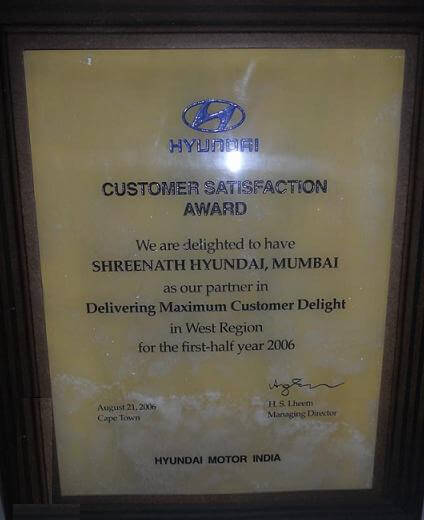 HYUNDAI
CUSTOMER SATISFACTION
AWARD
We are delighted to have
SHREENATH HYUNDAI, MUMBAI
as our partner in
Delivering Maximum Customer Delight
in West Region
for the first-half year 2006
August 21, 2006
Cape Town
H. S. Lheem
Managing Director
HYUNDAI MOTOR INDIA